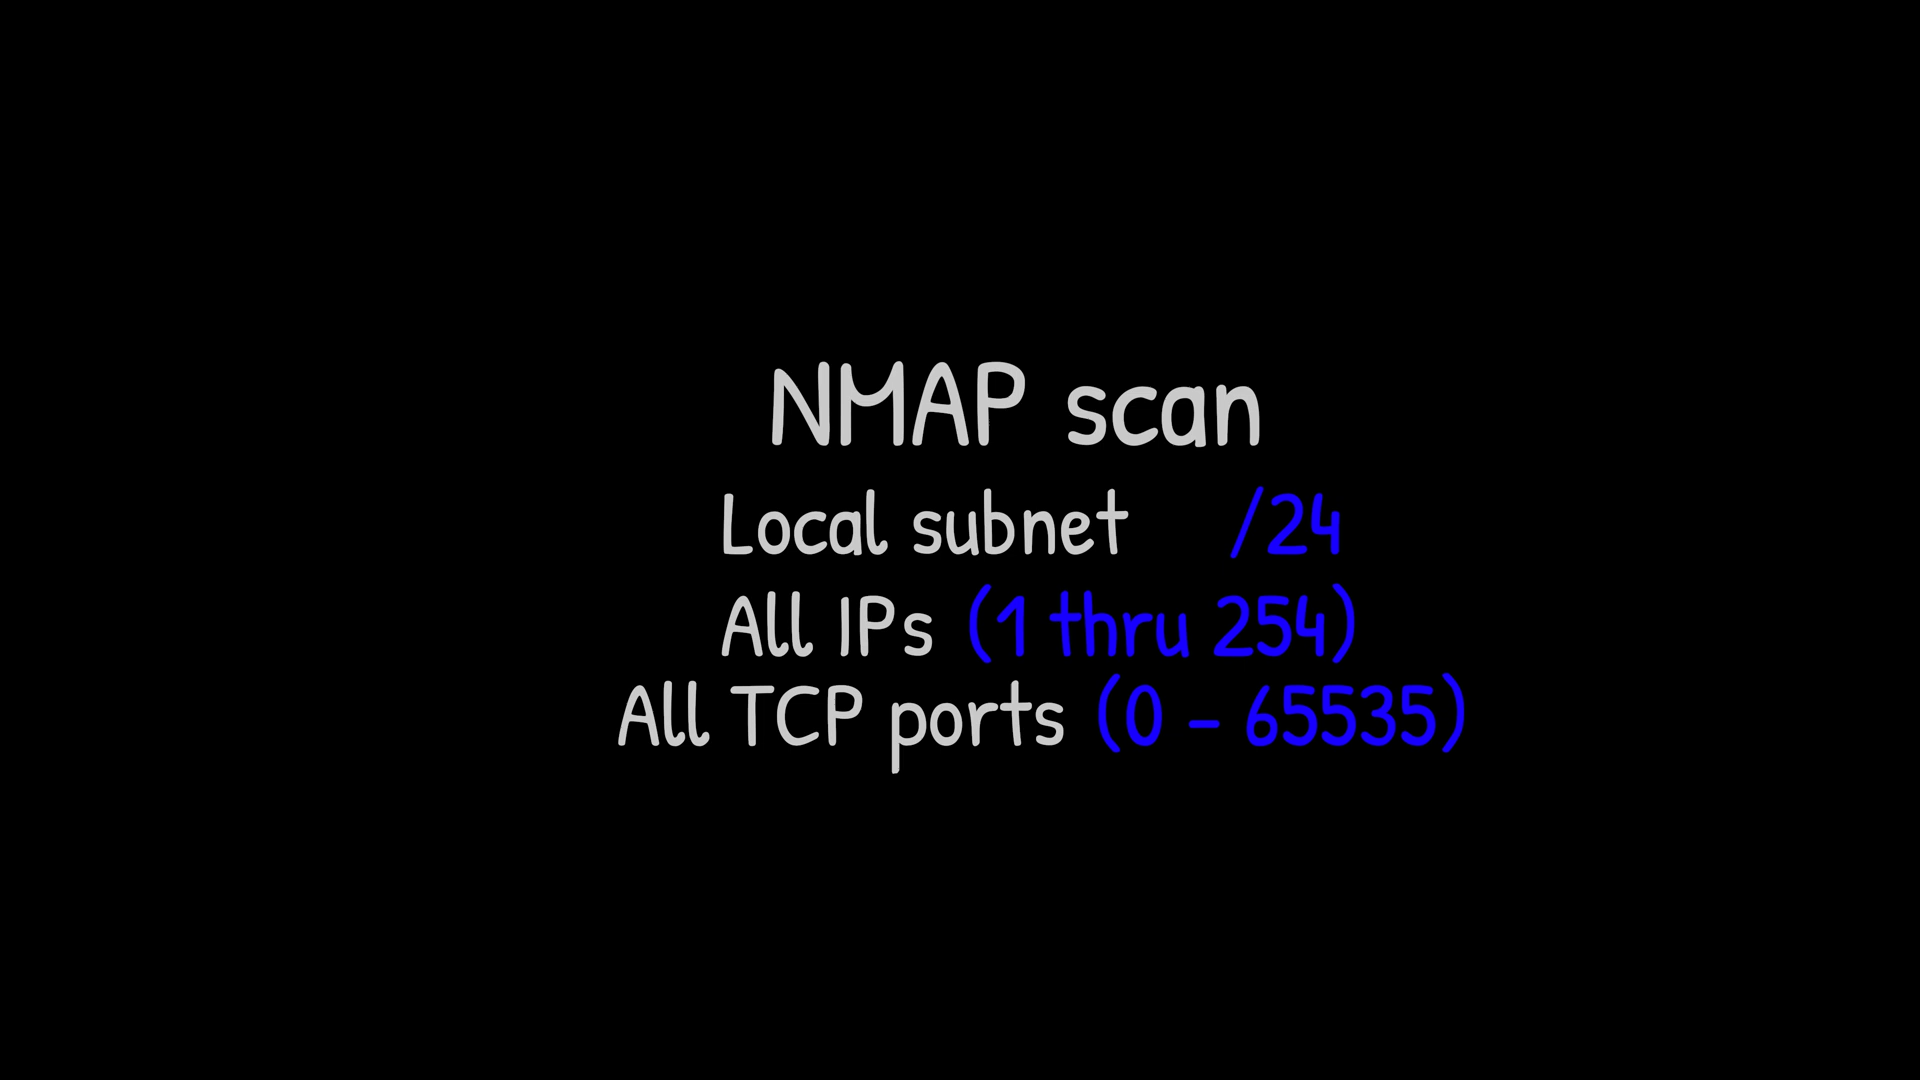 NMAP scan
Local subnet /24
All IPs (1 thru 254)
All TCP ports (0 - 65535)